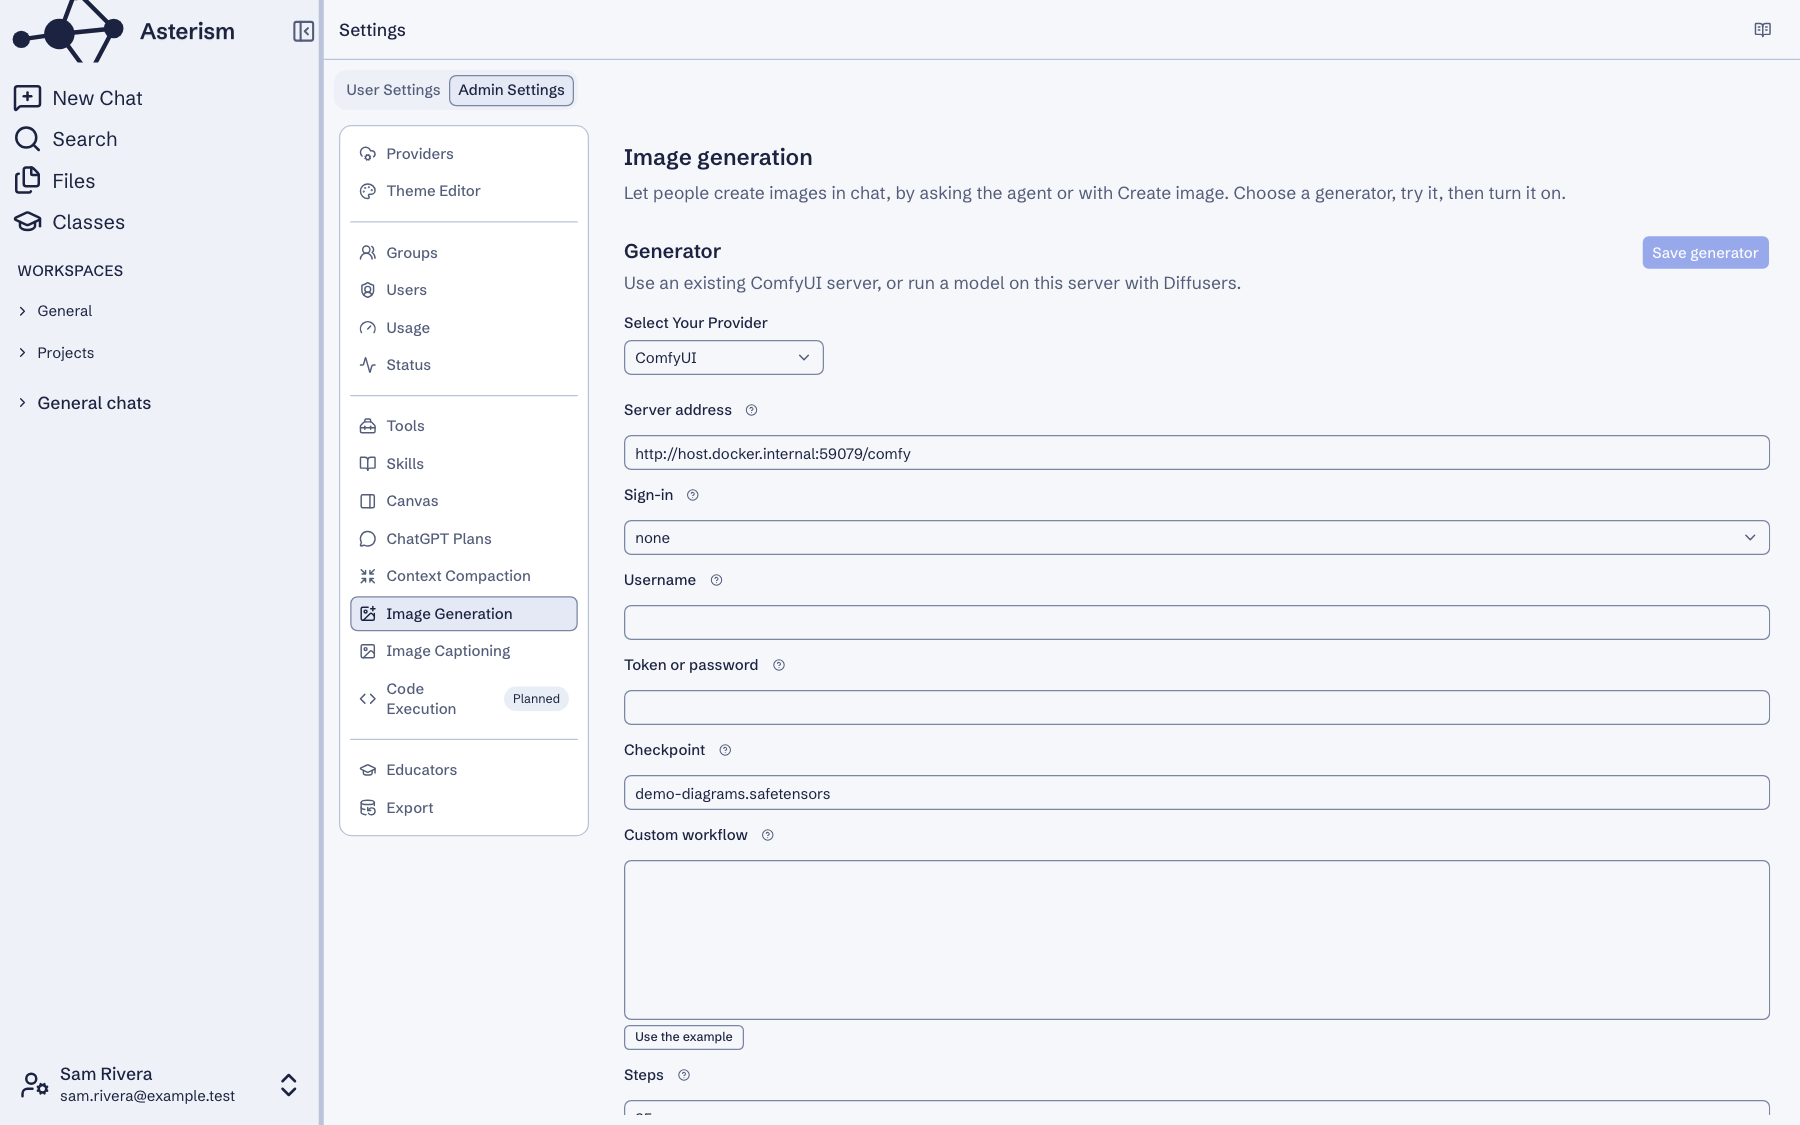 Asterism
New Chat
Search
Files
Classes
WORKSPACES
General
Projects
General chats
Sam Rivera
sam.rivera@example.test
Settings
User Settings
Admin Settings
Providers
Theme Editor
Groups
Users
Usage
Status
Tools
Skills
Canvas
ChatGPT Plans
Context Compaction
Image Generation
Image Captioning
Code
Execution
Planned
Educators
Export
Image generation
Let people create images in chat, by asking the agent or with Create image. Choose a generator, try it, then turn it on.
Generator
Save generator
Use an existing ComfyUI server, or run a model on this server with Diffusers.
Select Your Provider
ComfyUI
Server address
http://host.docker.internal:59079/comfy
Sign-in
none
Username
Token or password
Checkpoint
demo-diagrams.safetensors
Custom workflow
Use the example
Steps